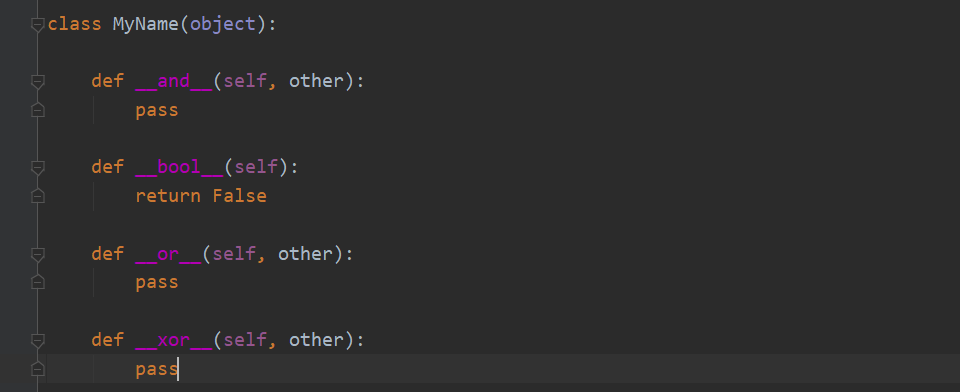 class MyName(object):
def __and__(self, other):
pass
def __bool__(self):
return False
def __or__(self, other):
pass
def __xor__(self, other):
pass